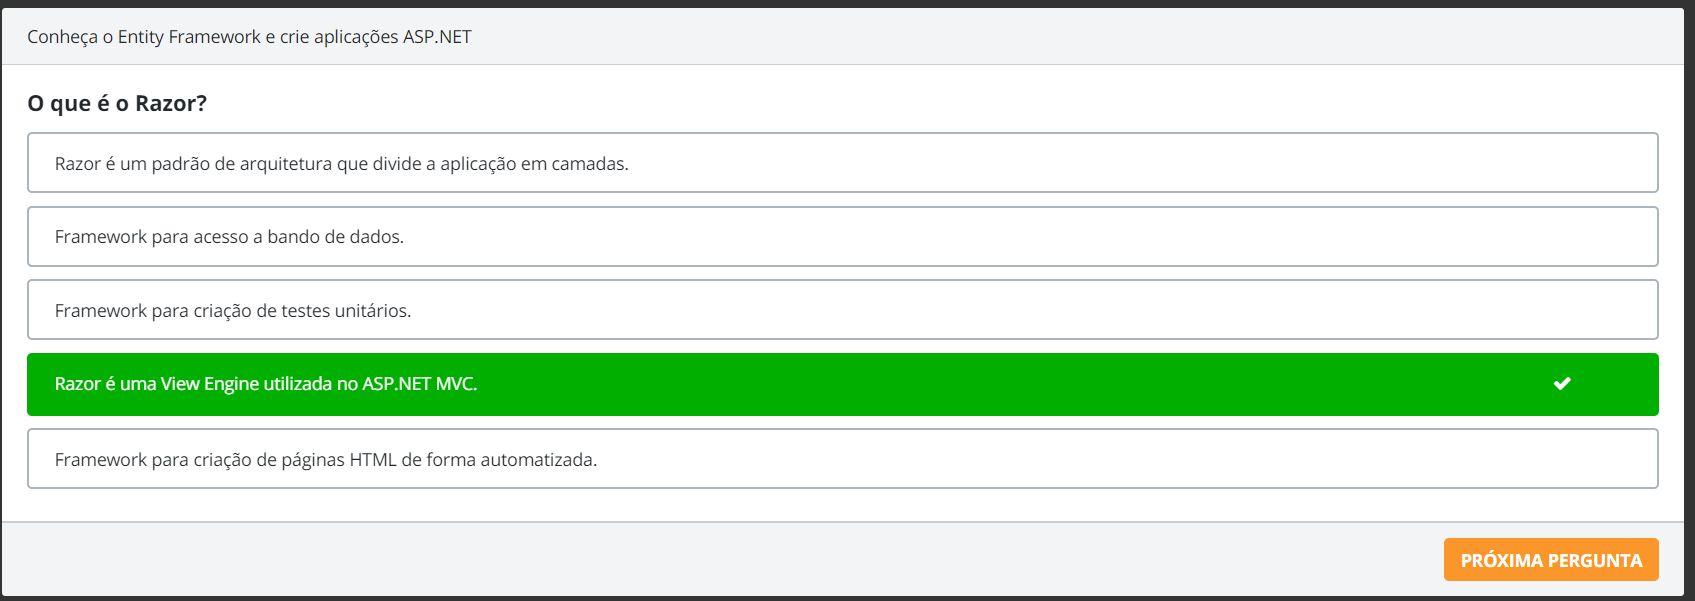 Conheça o Entity Framework e crie aplicações ASP.NET
O que é o Razor?
Razor é um padrão de arquitetura que divide a aplicação em camadas.
Framework para acesso a bando de dados.
Framework para criação de testes unitários.
Razor é uma View Engine utilizada no ASP.NET MVC.
Framework para criação de páginas HTML de forma automatizada.
PRÓXIMA PERGUNTA